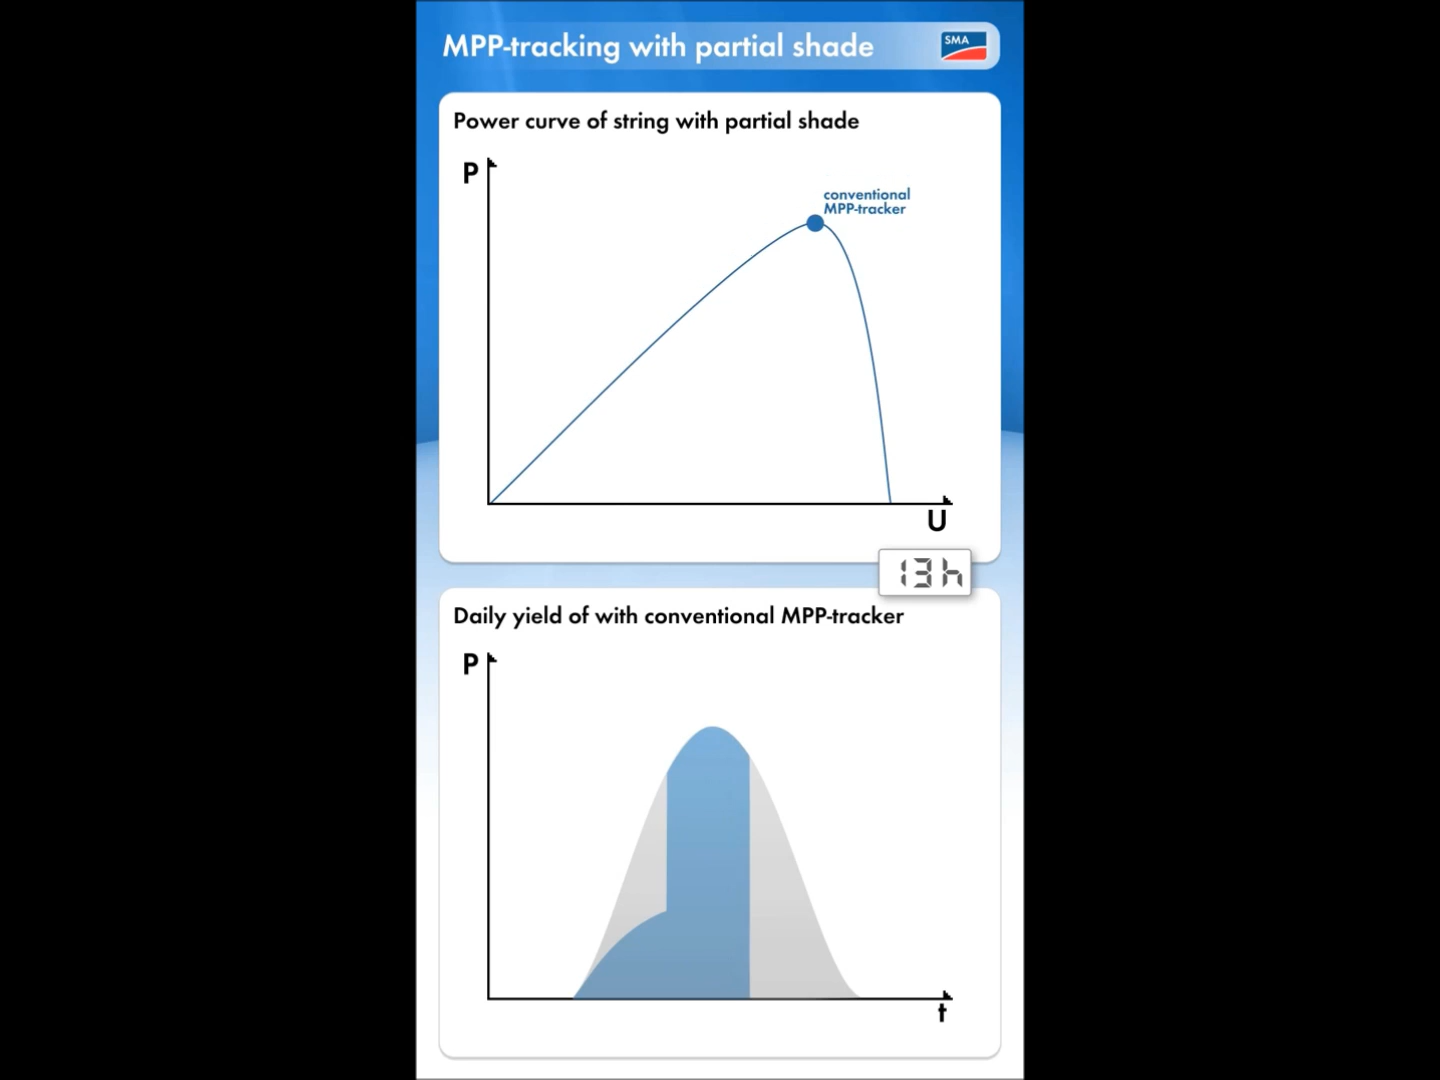 MPP-tracking with partial shade
SMA
Power curve of string with partial shade
P
conventional
MPP-tracker
U
13h
Daily yield of with conventional MPP-tracker
P
t